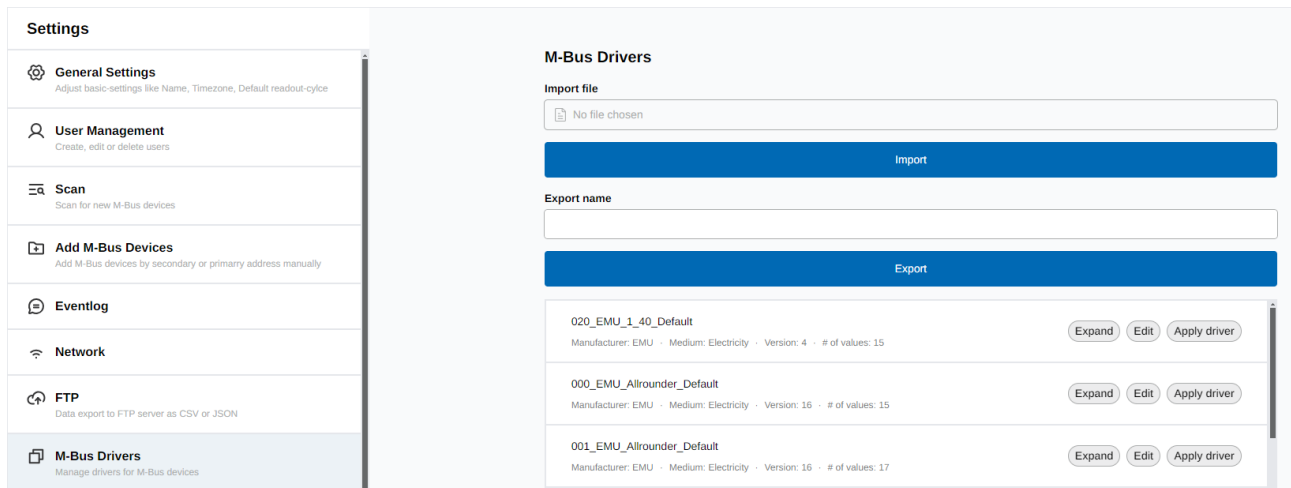 Settings
General Settings
Adjust basic-settings like Name, Timezone, Default readout-cylce
User Management
Create, edit or delete users
Scan
Scan for new M-Bus devices
Add M-Bus Devices
Add M-Bus devices by secondary or primarry address manually
Eventlog
Network
FTP
Data export to FTP server as CSV or JSON
M-Bus Drivers
Manage drivers for M-Bus devices
M-Bus Drivers
Import file
No file chosen
Import
Export name
Export
020_EMU_1_40_Default
Manufacturer: EMU · Medium: Electricity · Version: 4 · # of values: 15
Expand Edit Apply driver
000_EMU_Allrounder_Default
Manufacturer: EMU · Medium: Electricity · Version: 16 · # of values: 15
Expand Edit Apply driver
001_EMU_Allrounder_Default
Manufacturer: EMU · Medium: Electricity · Version: 16 · # of values: 17
Expand Edit Apply driver